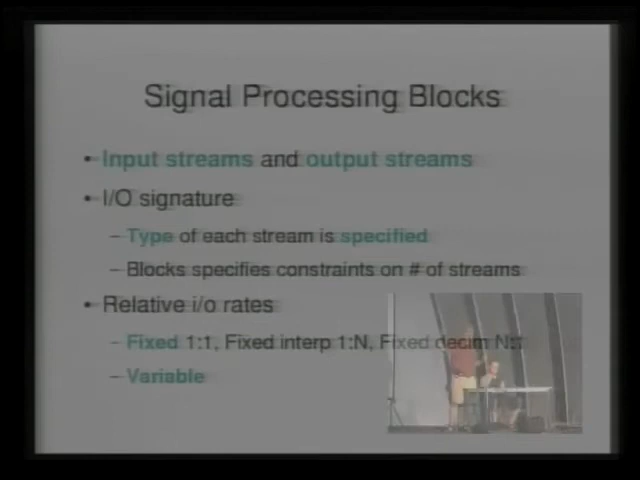 Signal Processing Blocks
• Input streams and output streams
• I/O signature
– Type of each stream is specified
– Blocks specifies constraints on # of streams
• Relative i/o rates
– Fixed 1:1, Fixed interp 1:N, Fixed decim N:1
– Variable